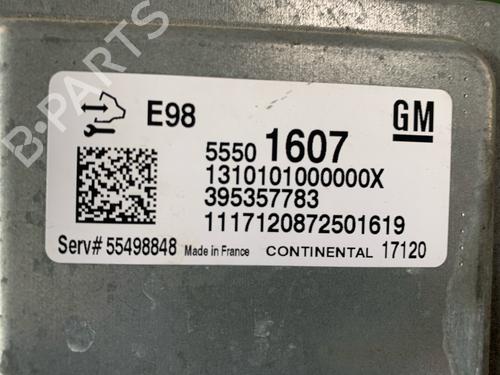 B-PARTS
E98
GM
5550 1607
1310101000000X
395357783
1117120872501619
Serv# 55498848 Made in France CONTINENTAL 17120